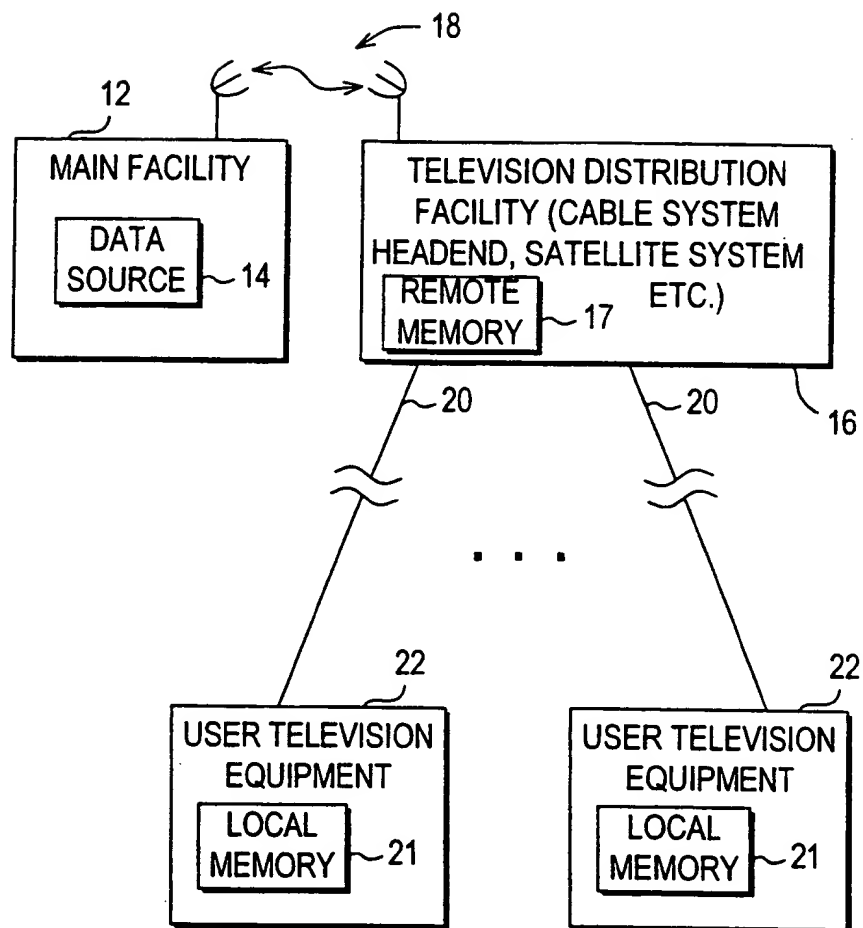 18
12
MAIN FACILITY
DATA
SOURCE
14
TELEVISION DISTRIBUTION
FACILITY (CABLE SYSTEM
HEADEND, SATELLITE SYSTEM
ETC.)
REMOTE
MEMORY
17
16
20
20
22
USER TELEVISION
EQUIPMENT
LOCAL
MEMORY
21
22
USER TELEVISION
EQUIPMENT
LOCAL
MEMORY
21